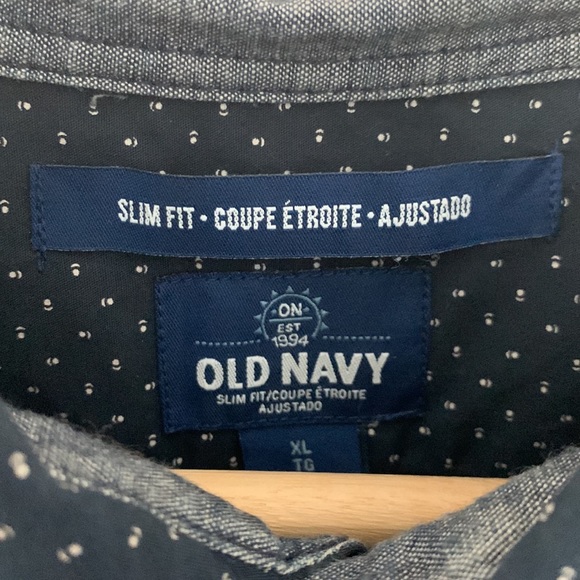 SLIM FIT • COUPE ÉTROITE • AJUSTADO
ON
EST
1994
OLD NAVY
SLIM FIT/COUPE ÉTROITE
AJUSTADO
XL
TG